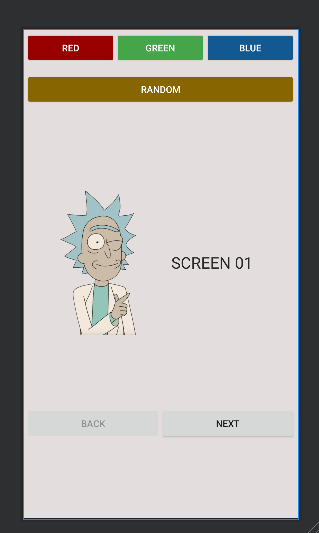 RED GREEN BLUE
RANDOM
SCREEN 01
BACK NEXT